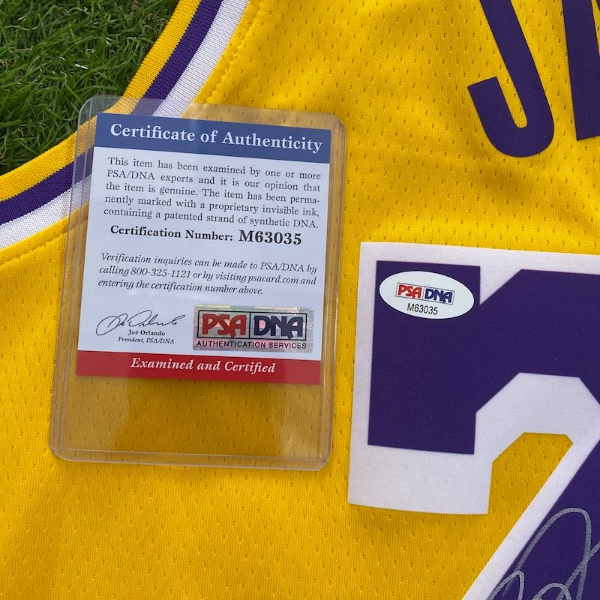 JA
Certificate of Authenticity
This item has been examined by one or more
PSA/DNA experts and it is our opinion that
the item is genuine. The item has been perma-
nently marked with a proprietary invisible ink,
containing a patented strand of synthetic DNA.
Certification Number: M63035
Verification inquiries can be made to PSA/DNA by
calling 800-325-1121 or by visiting psacard.com and
entering the certification number above.
Joe Orlando
President, PSA/DNA
PSA DNA
AUTHENTICATION SERVICES
Examined and Certified
PSA DNA
M63035